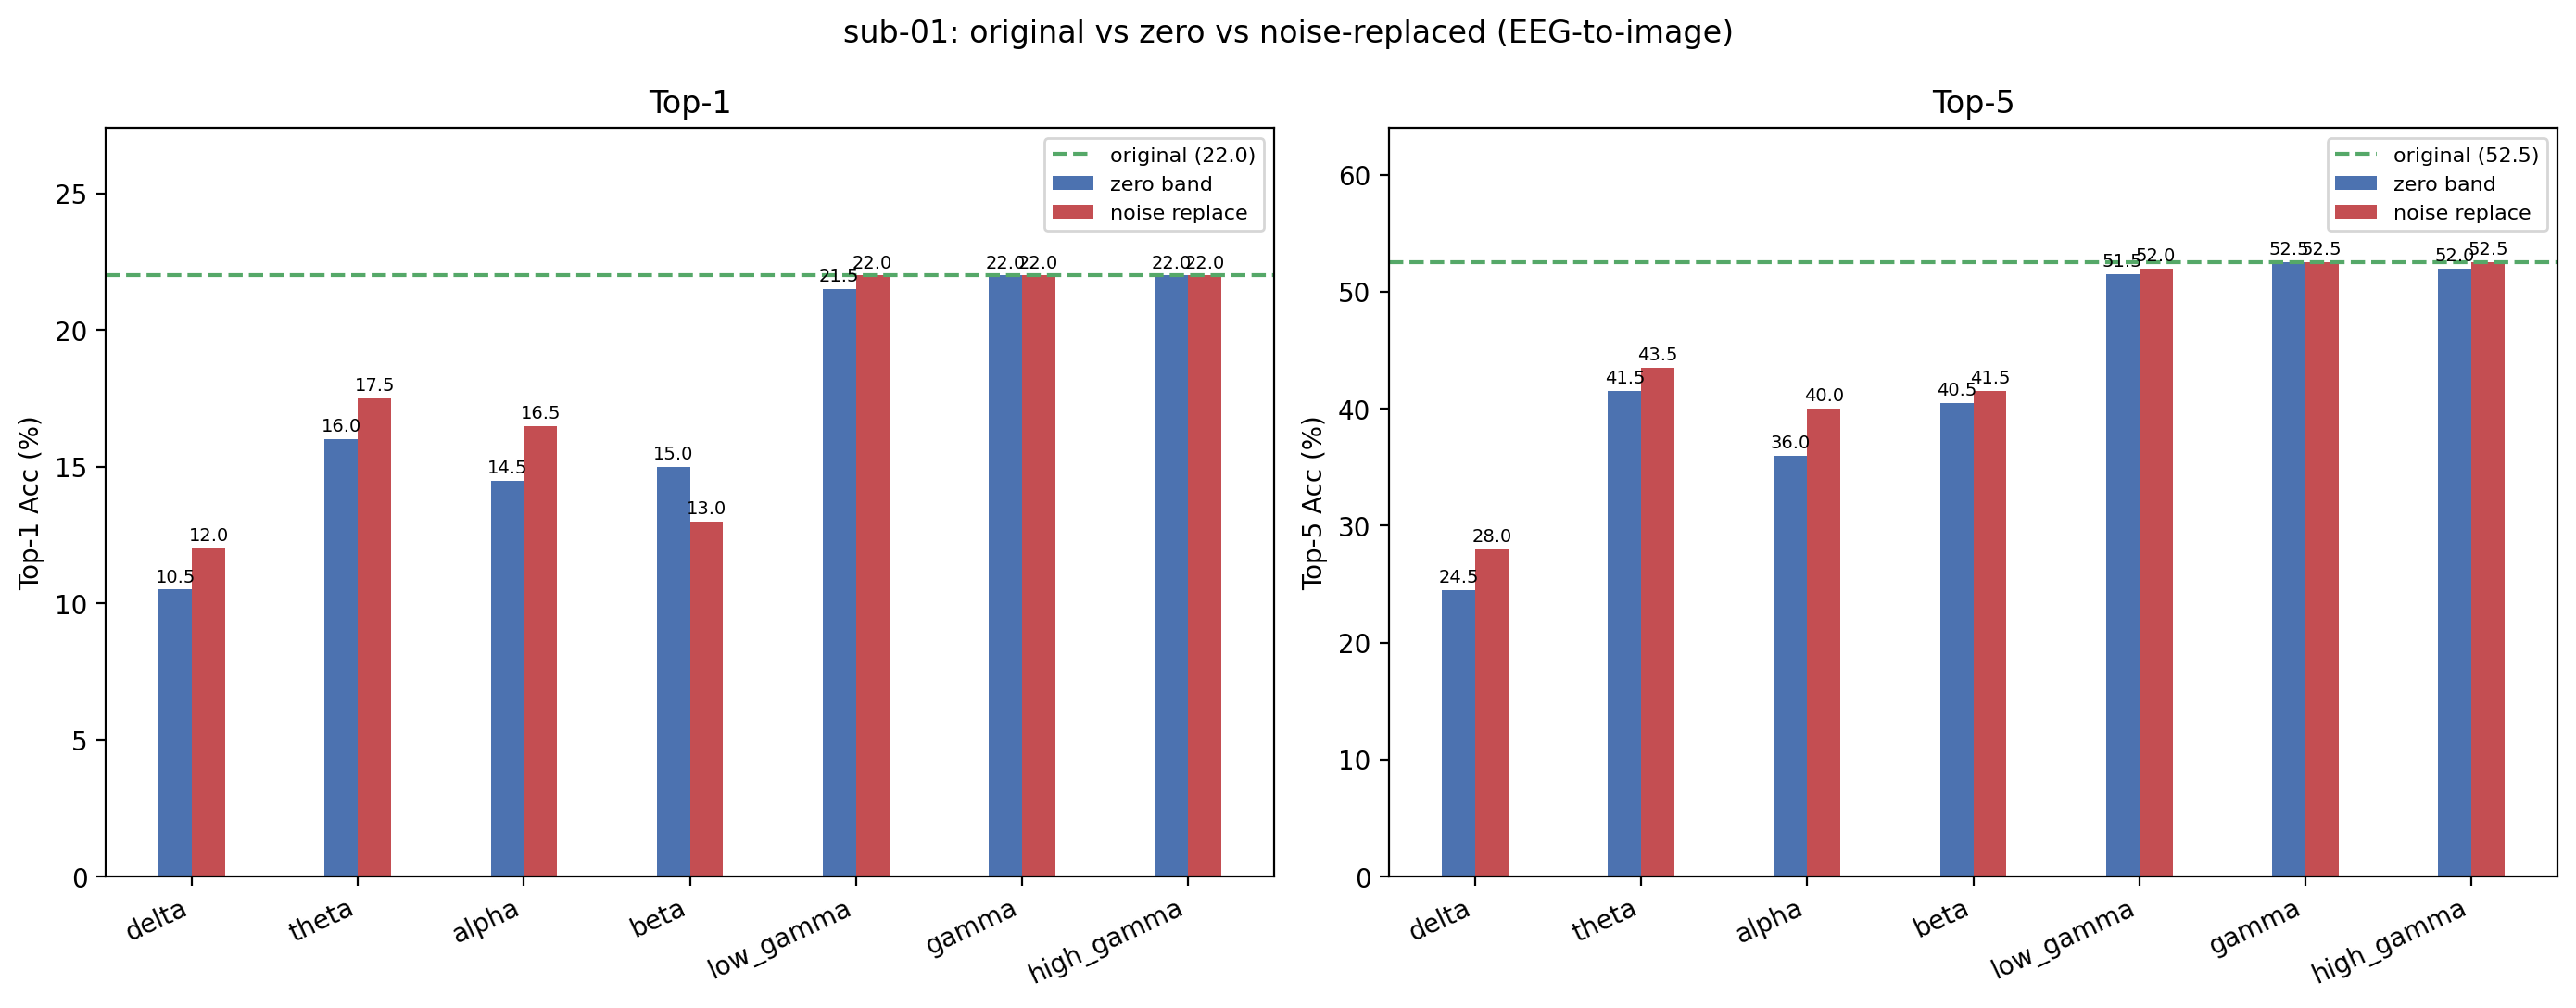 sub-01: original vs zero vs noise-replaced (EEG-to-image)
Top-1
Top-1 Acc (%)
25
20
15
10
5
0
original (22.0)
zero band
noise replace
10.5
12.0
16.0
17.5
14.5
16.5
15.0
13.0
21.5
22.0
22.0
22.0
22.0
22.0
delta
theta
alpha
beta
low_gamma
gamma
high_gamma
Top-5
Top-5 Acc (%)
60
50
40
30
20
10
0
original (52.5)
zero band
noise replace
24.5
28.0
41.5
43.5
36.0
40.0
40.5
41.5
51.5
52.0
52.5
52.5
52.0
52.5
delta
theta
alpha
beta
low_gamma
gamma
high_gamma